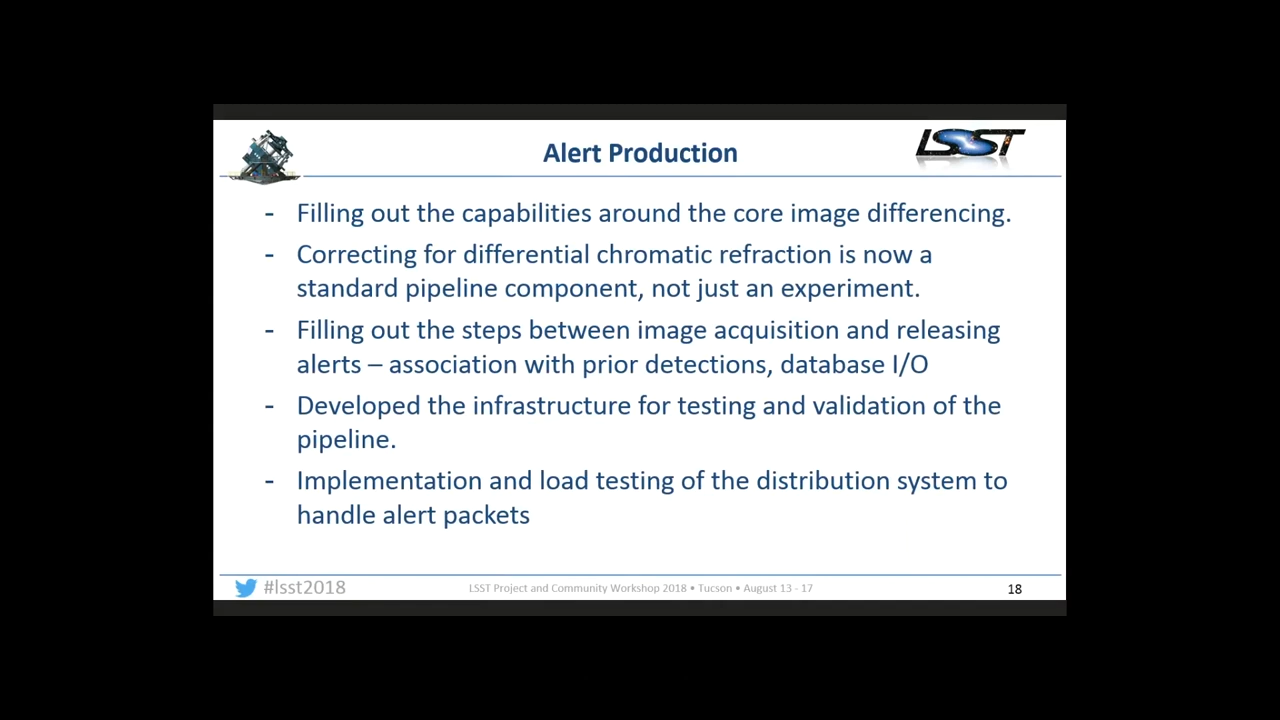 Alert Production
LSST
- Filling out the capabilities around the core image differencing.
- Correcting for differential chromatic refraction is now a
standard pipeline component, not just an experiment.
- Filling out the steps between image acquisition and releasing
alerts – association with prior detections, database I/O
- Developed the infrastructure for testing and validation of the
pipeline.
- Implementation and load testing of the distribution system to
handle alert packets
#lsst2018
LSST Project and Community Workshop 2018 • Tucson • August 13 - 17
18